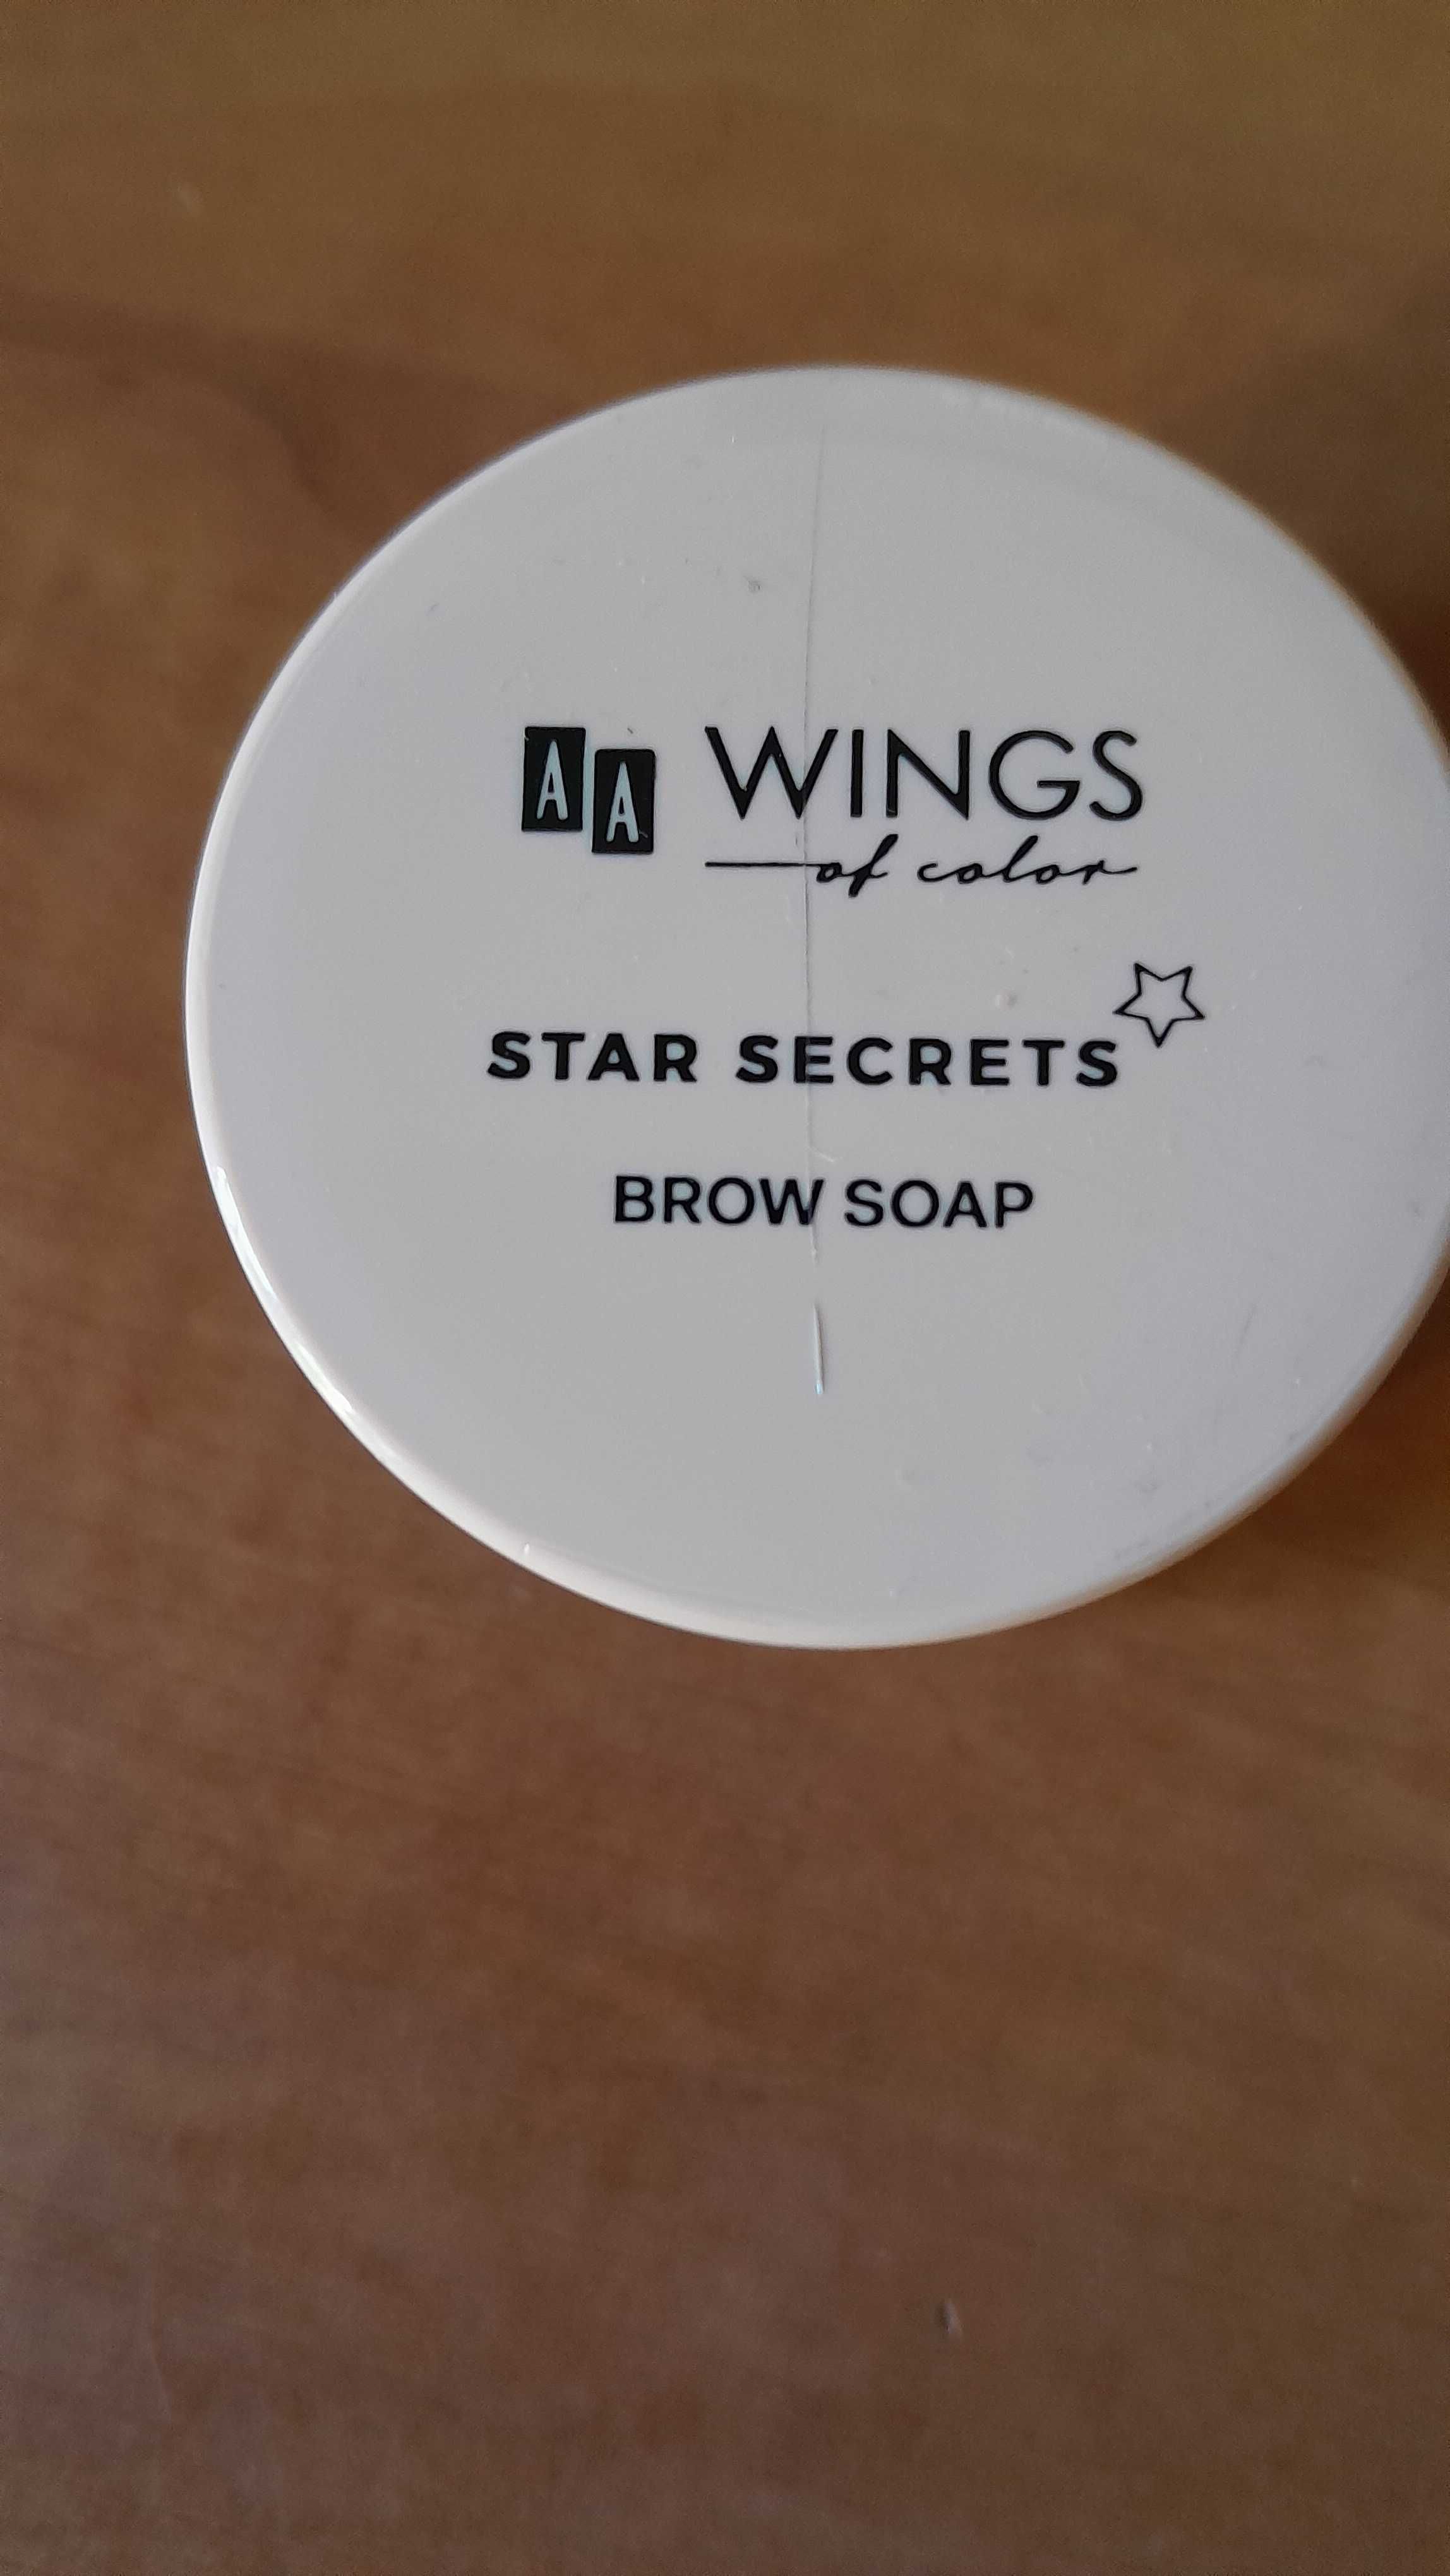 AA WINGS
of color
STAR SECRETS
BROW SOAP